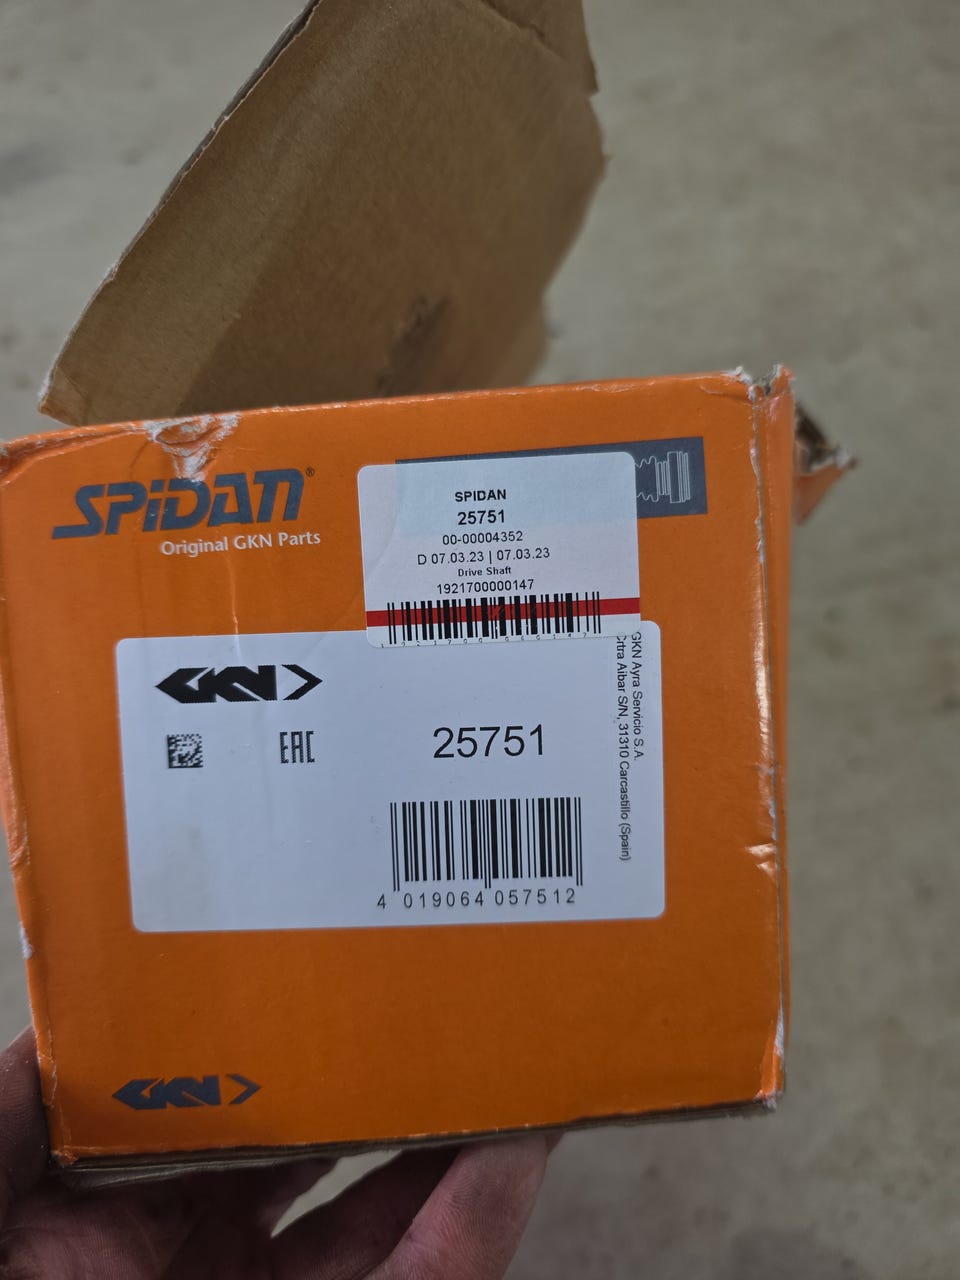 SPiDAN®
Original GKN Parts
SPIDAN
25751
00-00004352
D 07.03.23 | 07.03.23
Drive Shaft
1921700000147
GKN
EAC
25751
4 019064 057512
GKN Ayra Servicio S.A.
Crtra Aibar S/N, 31310 Carcastillo (Spain)
GKN